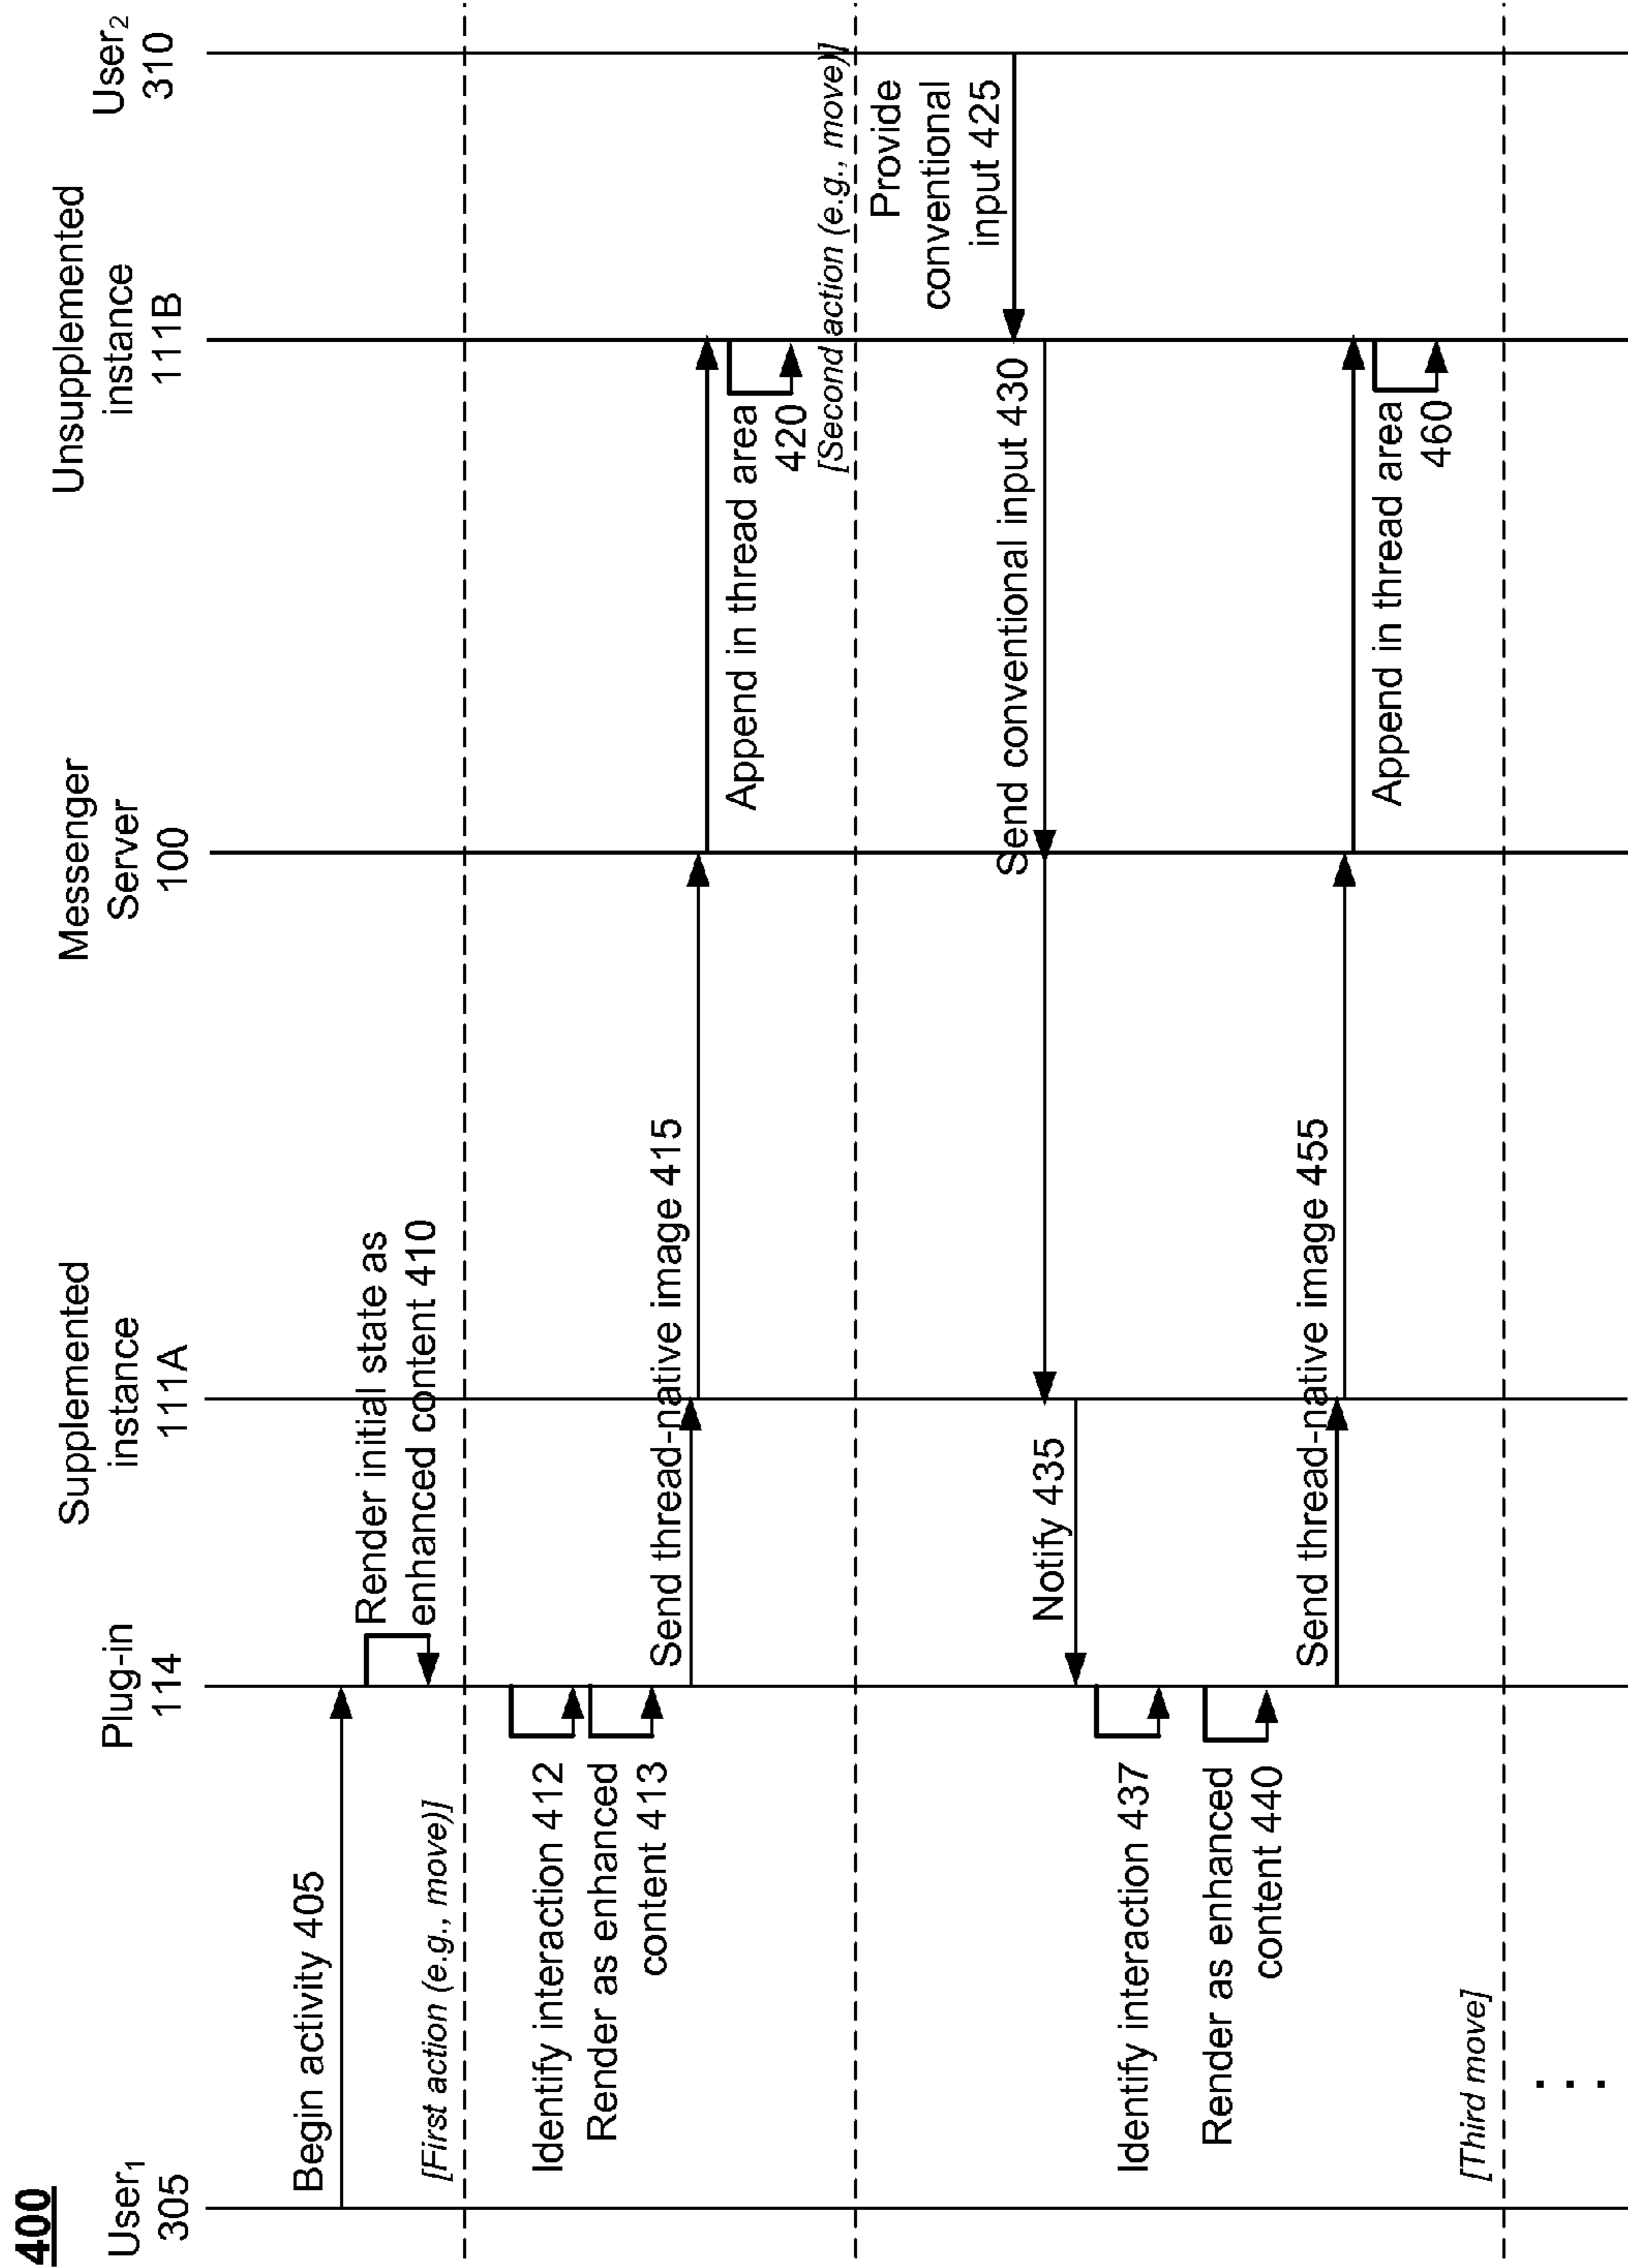 400
User1
305
Plug-in
114
Supplemented
instance
111A
Messenger
Server
100
Unsupplemented
instance
111B
User2
310
Begin activity 405
Render initial state as
enhanced content 410
[First action (e.g., move)]
Identify interaction 412
Render as enhanced
content 413
Send thread-native image 415
Append in thread area
420
[Second action (e.g., move)]
Provide
conventional
input 425
Send conventional input 430
Notify 435
Identify interaction 437
Render as enhanced
content 440
Send thread-native image 455
Append in thread area
460
[Third move]
. . .